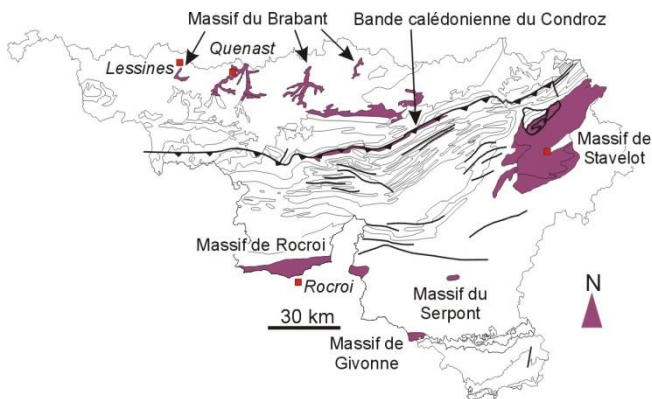 Massif du Brabant
Bande calédonienne du Condroz
Quenast
Lessines
Massif de
Stavelot
Massif de Rocroi
Rocroi
30 km
Massif du
Serpont
N
Massif de
Givonne